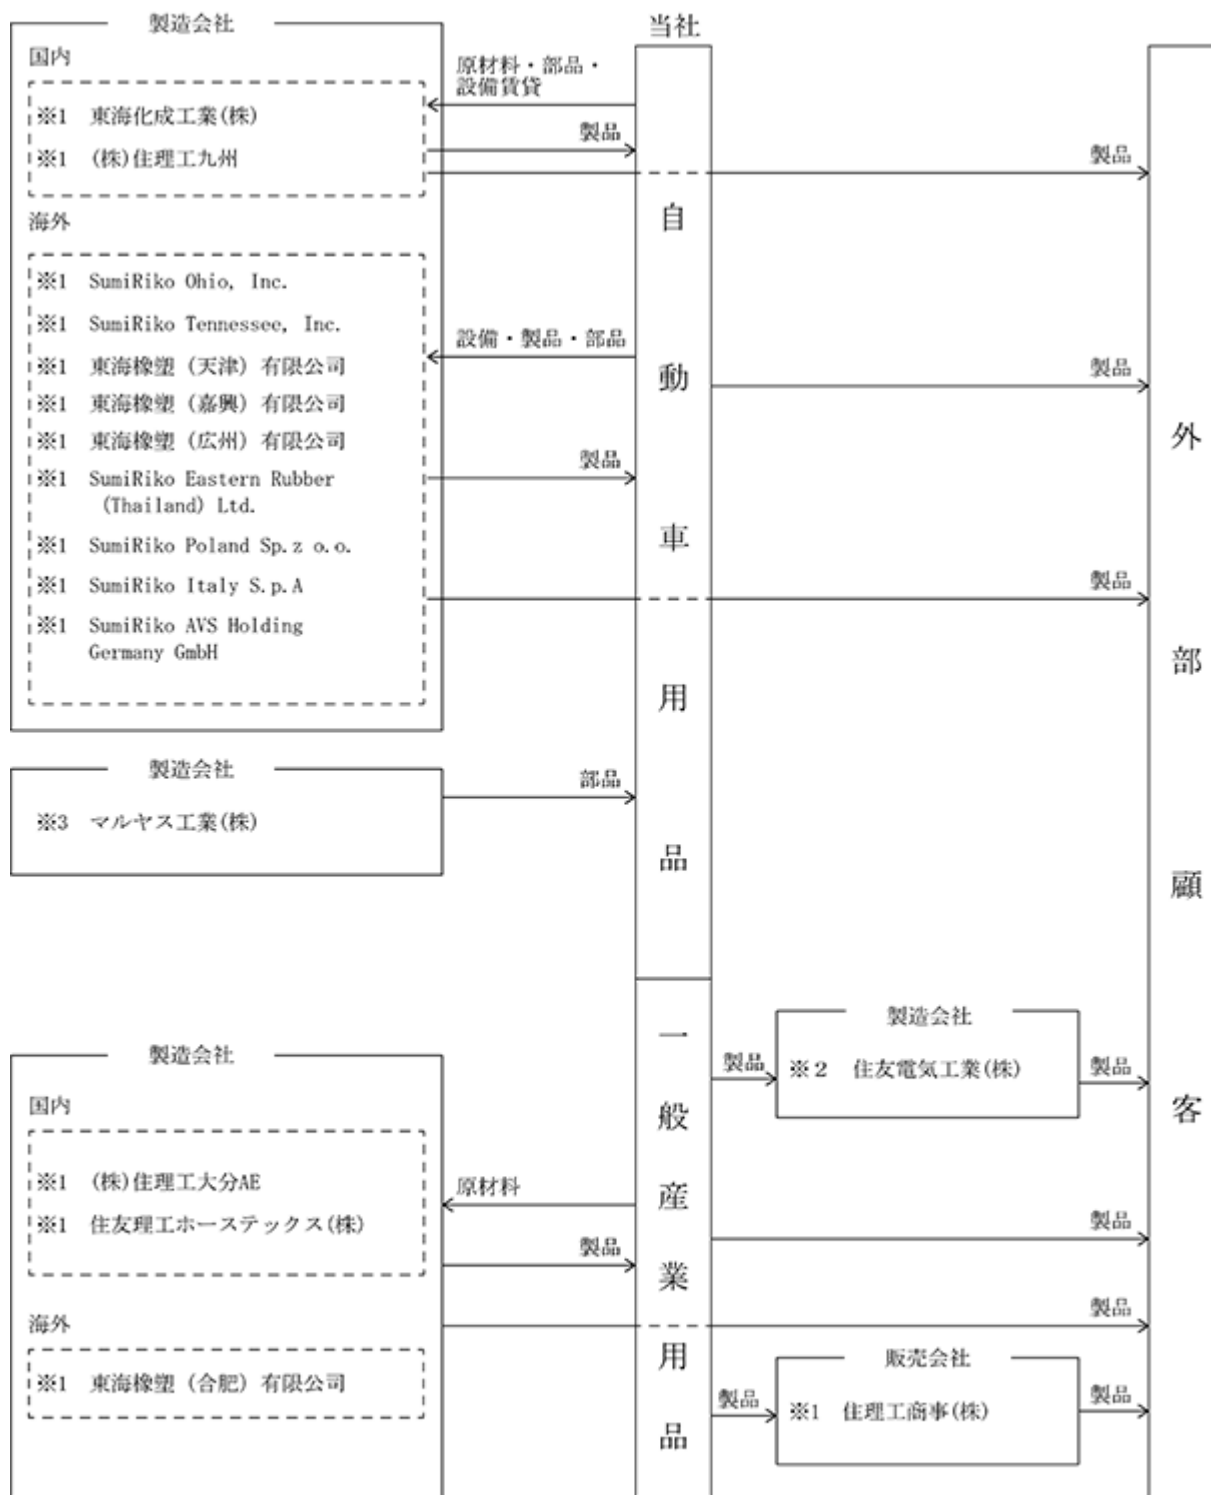 製造会社
国内
※1 東海化成工業(株)
※1 (株)住理工九州
海外
※1 SumiRiko Ohio, Inc.
※1 SumiRiko Tennessee, Inc.
※1 東海橡塑（天津）有限公司
※1 東海橡塑（嘉興）有限公司
※1 東海橡塑（広州）有限公司
※1 SumiRiko Eastern Rubber
(Thailand) Ltd.
※1 SumiRiko Poland Sp.z o.o.
※1 SumiRiko Italy S.p.A
※1 SumiRiko AVS Holding
Germany GmbH
製造会社
※3 マルヤス工業(株)
製造会社
国内
※1 (株)住理工大分AE
※1 住友理工ホーステックス(株)
海外
※1 東海橡塑（合肥）有限公司
原材料・部品・
設備賃貸
製品
設備・製品・部品
製品
部品
原材料
製品
当社
自動車用品
一般産業用品
製品
製品
製品
製品
製造会社
※２ 住友電気工業(株)
製品
製品
製品
製品
販売会社
※1 住理工商事(株)
製品
外部顧客